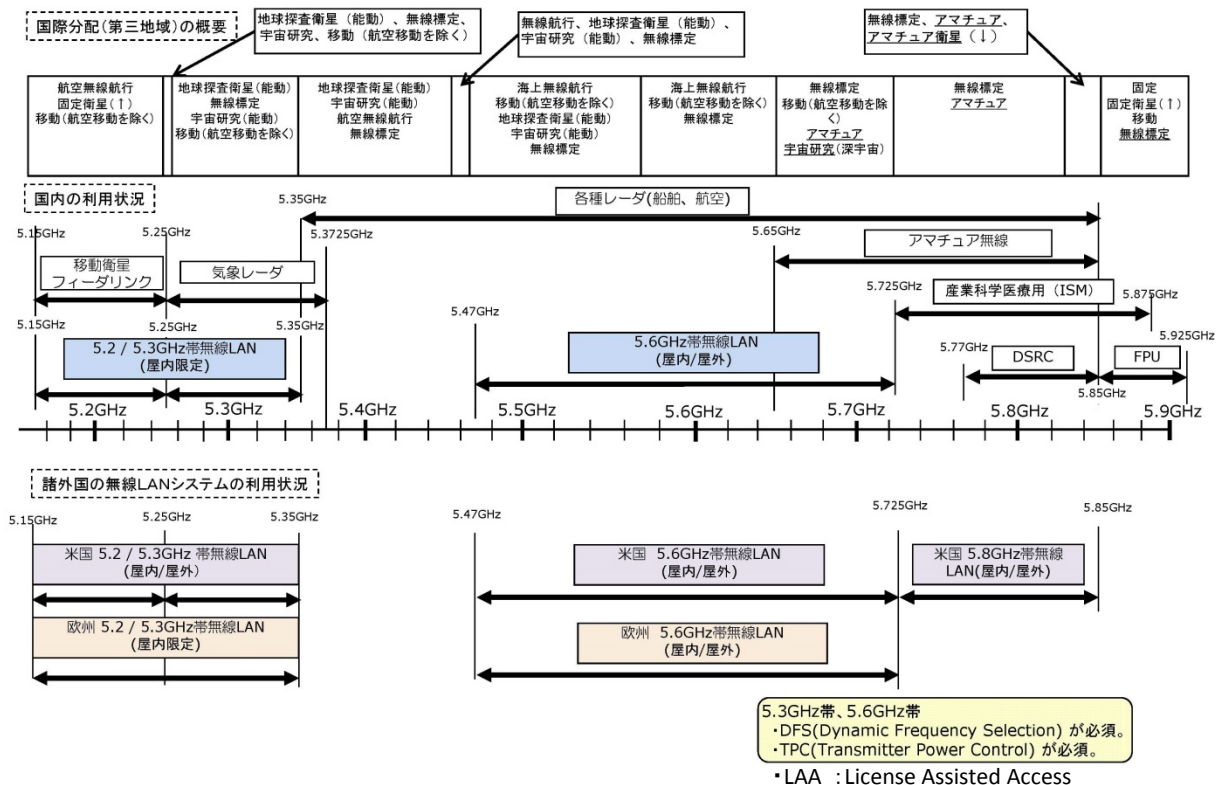 国際分配(第三地域)の概要
地球探査衛星(能動)、無線標定、
宇宙研究、移動(航空移動を除く)
無線航行、地球探査衛星(能動)、
宇宙研究(能動)、無線標定
無線標定、アマチュア、
アマチュア衛星(↓)
航空無線航行
固定衛星(↑)
移動(航空移動を除く)
地球探査衛星(能動)
無線標定
宇宙研究(能動)
移動(航空移動を除く)
地球探査衛星(能動)
宇宙研究(能動)
航空無線航行
無線標定
海上無線航行
移動(航空移動を除く)
地球探査衛星(能動)
宇宙研究(能動)
無線標定
海上無線航行
移動(航空移動を除く)
無線標定
無線標定
移動(航空移動を除
く)
アマチュア
宇宙研究(深宇宙)
無線標定
アマチュア
固定
固定衛星(↑)
移動
無線標定
国内の利用状況
5.35GHz
各種レーダ(船舶、航空)
5.15GHz
5.25GHz
5.3725GHz
5.65GHz
アマチュア無線
移動衛星
フィーダリンク
気象レーダ
5.725GHz
産業科学医療用(ISM)
5.875GHz
5.15GHz
5.25GHz
5.35GHz
5.47GHz
5.925GHz
5.2 / 5.3GHz帯無線LAN
(屋内限定)
5.6GHz帯無線LAN
(屋内/屋外)
5.77GHz
DSRC
FPU
5.85GHz
5.2GHz
5.3GHz
5.4GHz
5.5GHz
5.6GHz
5.7GHz
5.8GHz
5.9GHz
諸外国の無線LANシステムの利用状況
5.15GHz
5.25GHz
5.35GHz
5.47GHz
5.725GHz
5.85GHz
米国 5.2 / 5.3GHz 帯無線LAN
(屋内/屋外)
米国 5.6GHz帯無線LAN
(屋内/屋外)
米国 5.8GHz帯無線
LAN(屋内/屋外)
欧州 5.2 / 5.3GHz帯無線LAN
(屋内限定)
欧州 5.6GHz帯無線LAN
(屋内/屋外)
5.3GHz帯、5.6GHz帯
・DFS(Dynamic Frequency Selection) が必須。
・TPC(Transmitter Power Control) が必須。
・LAA :License Assisted Access